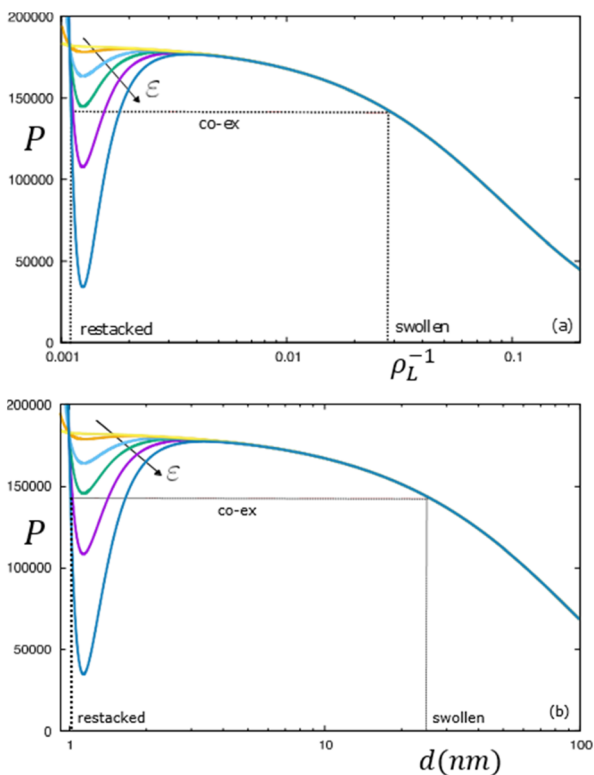 200000
150000
P
100000
50000
0
ε
co-ex
restacked
swollen
(a)
0.001
0.01
0.1
ρ_L^{-1}
200000
150000
P
100000
50000
0
ε
co-ex
restacked
swollen
(b)
1
10
100
d(nm)